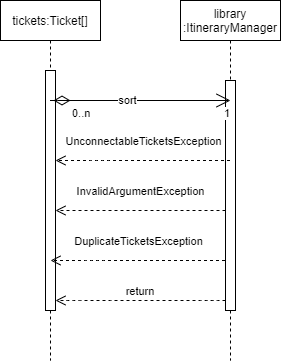 tickets:Ticket[]
library
:ItineraryManager
sort
0..n
1
UnconnectableTicketsException
InvalidArgumentException
DuplicateTicketsException
return